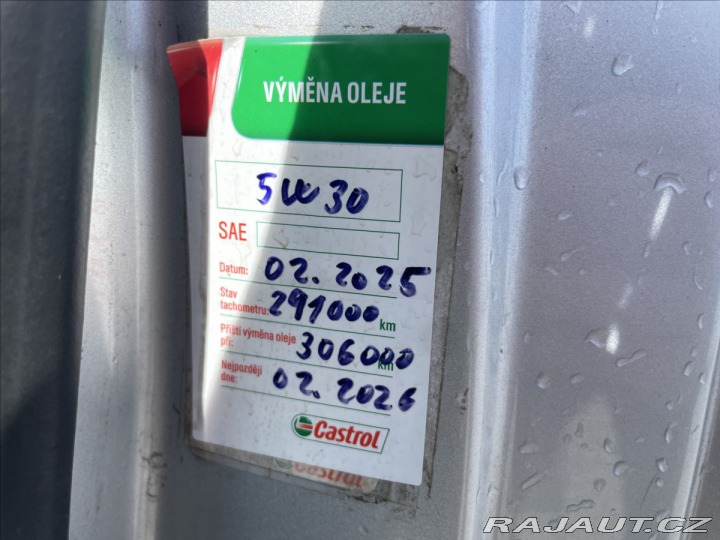 VÝMĚNA OLEJE
5W30
SAE
Datum: 02.2025
Stav
tachometru: 291000 km
Příští výměna oleje
při: 306000 km
Nejpozději
dne: 02.2026
Castrol
Castrol
RAJAUT.CZ